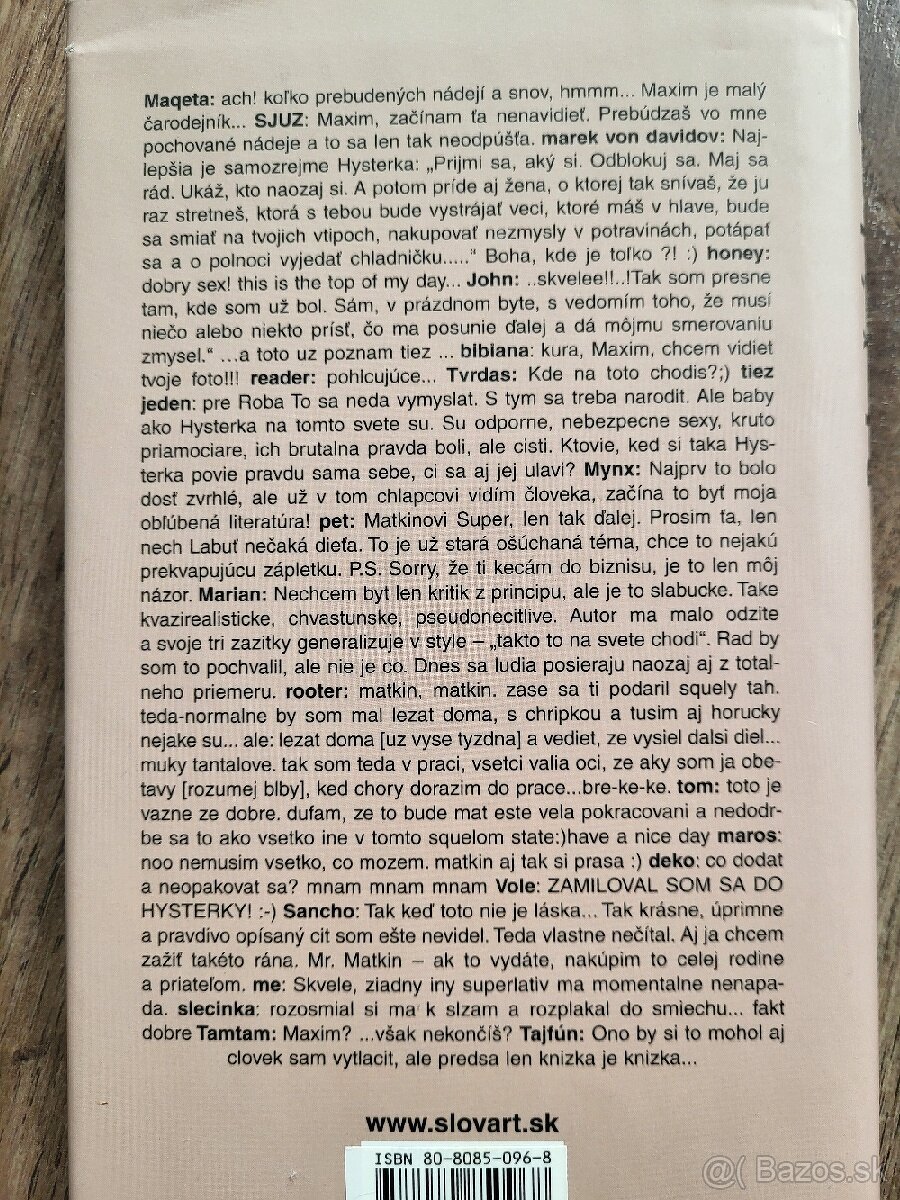 Maqeta: ach! koľko prebudených nádejí a snov, hmmm... Maxim je malý
čarodejník... SJUZ: Maxim, začínam ťa nenavidieť. Prebúdzaš vo mne
pochované nádeje a to sa len tak neodpúšťa. marek von davidov: Naj-
lepšia je samozrejme Hysterka: „Prijmi sa, aký si. Odblokuj sa. Maj sa
rád. Ukáž, kto naozaj si. A potom príde aj žena, o ktorej tak snívaš, že ju
raz stretneš, ktorá s tebou bude vystrájať veci, ktoré máš v hlave, bude
sa smiať na tvojich vtipoch, nakupovať nezmysly v potravinách, potápať
sa a o polnoci vyjedať chladničku....." Boha, kde je toľko ?! :) honey:
dobry sex! this is the top of my day... John: ..skvelee!!..!Tak som presne
tam, kde som už bol. Sám, v prázdnom byte, s vedomím toho, že musí
niečo alebo niekto prísť, čo ma posunie ďalej a dá môjmu smerovaniu
zmysel." ...a toto uz poznam tiez ... bibiana: kura, Maxim, chcem vidiet
tvoje foto!!! reader: pohlcujúce... Tvrdas: Kde na toto chodis?;) tiez
jeden: pre Roba To sa neda vymyslat. S tym sa treba narodit. Ale baby
ako Hysterka na tomto svete su. Su odporne, nebezpecne sexy, kruto
priamociare, ich brutalna pravda boli, ale cisti. Ktovie, ked si taka Hys-
terka povie pravdu sama sebe, ci sa aj jej ulavi? Mynx: Najprv to bolo
dosť zvrhlé, ale už v tom chlapcovi vidím človeka, začína to byť moja
obľúbená literatúra! pet: Matkinovi Super, len tak ďalej. Prosim ťa, len
nech Labuť nečaká dieťa. To je už stará ošúchaná téma, chce to nejakú
prekvapujúcu zápletku. P.S. Sorry, že ti kecám do biznisu, je to len môj
názor. Marian: Nechcem byt len kritik z principu, ale je to slabucke. Take
kvazirealisticke, chvastunske, pseudonecitlive. Autor ma malo odzite
a svoje tri zazitky generalizuje v style – „takto to na svete chodi". Rad by
som to pochvalil, ale nie je co. Dnes sa ludia posieraju naozaj aj z total-
neho priemeru. rooter: matkin, matkin. zase sa ti podaril squely tah.
teda-normalne by som mal lezat doma, s chripkou a tusim aj horucky
nejake su... ale: lezat doma [uz vyse tyzdna] a vediet, ze vysiel dalsi diel...
muky tantalove. tak som teda v praci, vsetci valia oci, ze aky som ja obe-
tavy [rozumej blby], ked chory dorazim do prace...bre-ke-ke. tom: toto je
vazne ze dobre. dufam, ze to bude mat este vela pokracovani a nedodr-
be sa to ako vsetko ine v tomto squelom state:)have a nice day maros:
noo nemusim vsetko, co mozem. matkin aj tak si prasa :) deko: co dodat
a neopakovat sa? mnam mnam mnam Vole: ZAMILOVAL SOM SA DO
HYSTERKY! :-) Sancho: Tak keď toto nie je láska... Tak krásne, úprimne
a pravdivo opísaný cit som ešte nevidel. Teda vlastne nečítal. Aj ja chcem
zažiť takéto rána. Mr. Matkin – ak to vydáte, nakúpim to celej rodine
a priateľom. me: Skvele, ziadny iny superlativ ma momentalne nenapa-
da. slecinka: rozosmial si ma k slzam a rozplakal do smiechu... fakt
dobre Tamtam: Maxim? ...však nekončíš? Tajfún: Ono by si to mohol aj
clovek sam vytlacit, ale predsa len knizka je knizka...
www.slovart.sk
ISBN 80-8085-096-8
@( Bazos.sk